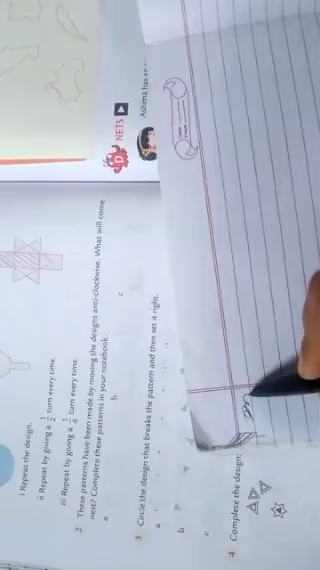 i Repeat the design.
ii Repeat by giving a 1/2 turn every time.
iii Repeat by giving a 1/4 turn every time.
2 These patterns have been made by moving the designs anti-clockwise. What will come
next? Complete these patterns in your notebook.
a
b
c
3 Circle the design that breaks the pattern and then set it right.
a
b
c
4 Complete the design:
D NETS
Ashima has